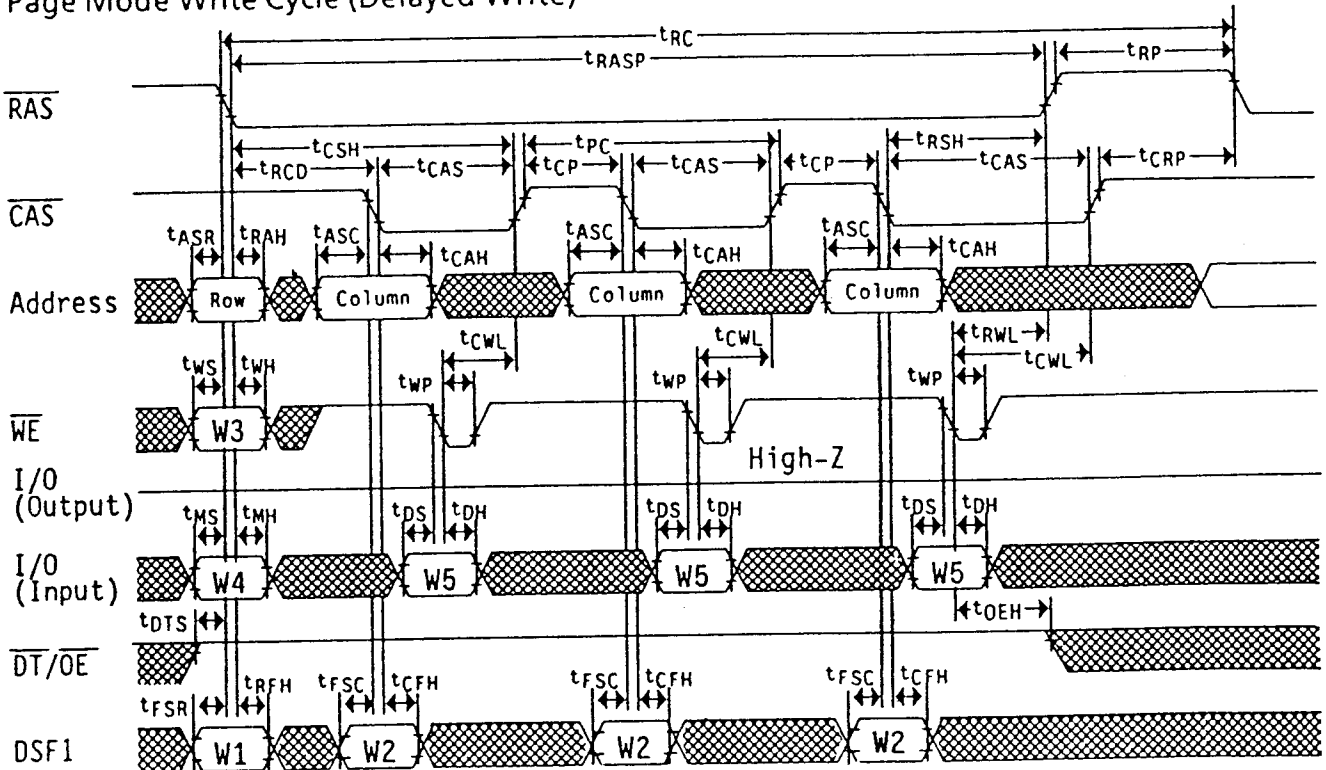 Page Mode Write Cycle (Delayed Write)
tRC
tRASP
tRP
RAS
tCSH
tPC
tRSH
tRCD
tCAS
tCP
tCAS
tCP
tCAS
tCRP
CAS
tASR
tRAH
tASC
tCAH
tASC
tCAH
tASC
tCAH
Address
Row
Column
Column
Column
tCWL
tCWL
tRWL
tCWL
tWS
tWH
tWP
tWP
tWP
WE
W3
High-Z
I/O
(Output)
tMS
tMH
tDS
tDH
tDS
tDH
tDS
tDH
I/O
(Input)
W4
W5
W5
W5
tDTS
tOEH
DT/OE
tFSR
tRFH
tFSC
tCFH
tFSC
tCFH
tFSC
tCFH
DSF1
W1
W2
W2
W2